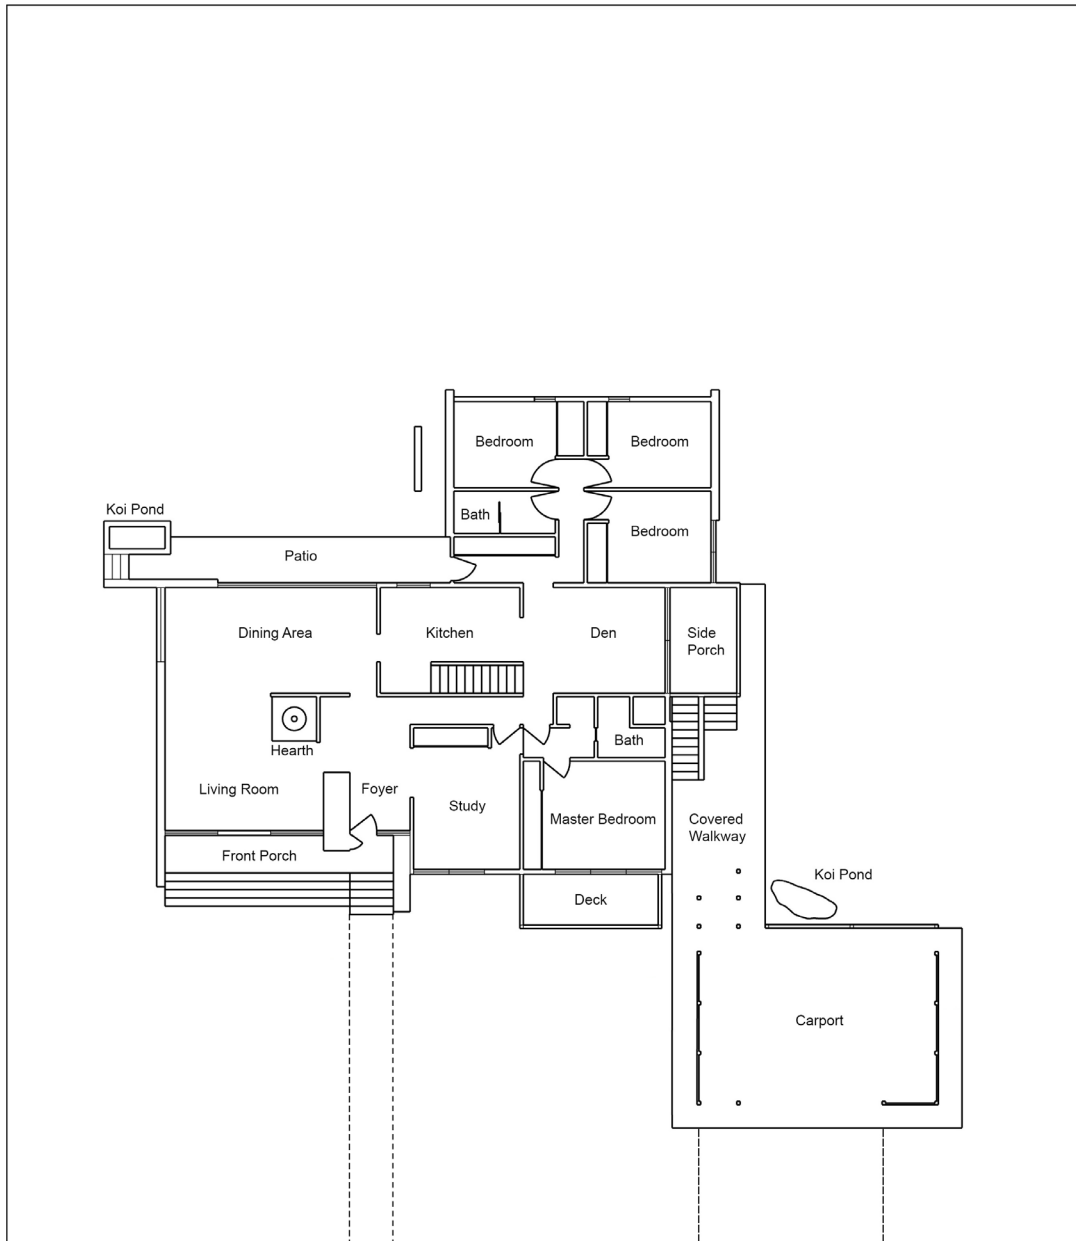 Bedroom
Bedroom
Koi Pond
Bath
Bedroom
Patio
Dining Area
Kitchen
Den
Side
Porch
Hearth
Bath
Living Room
Foyer
Study
Master Bedroom
Covered
Walkway
Front Porch
Koi Pond
Deck
Carport